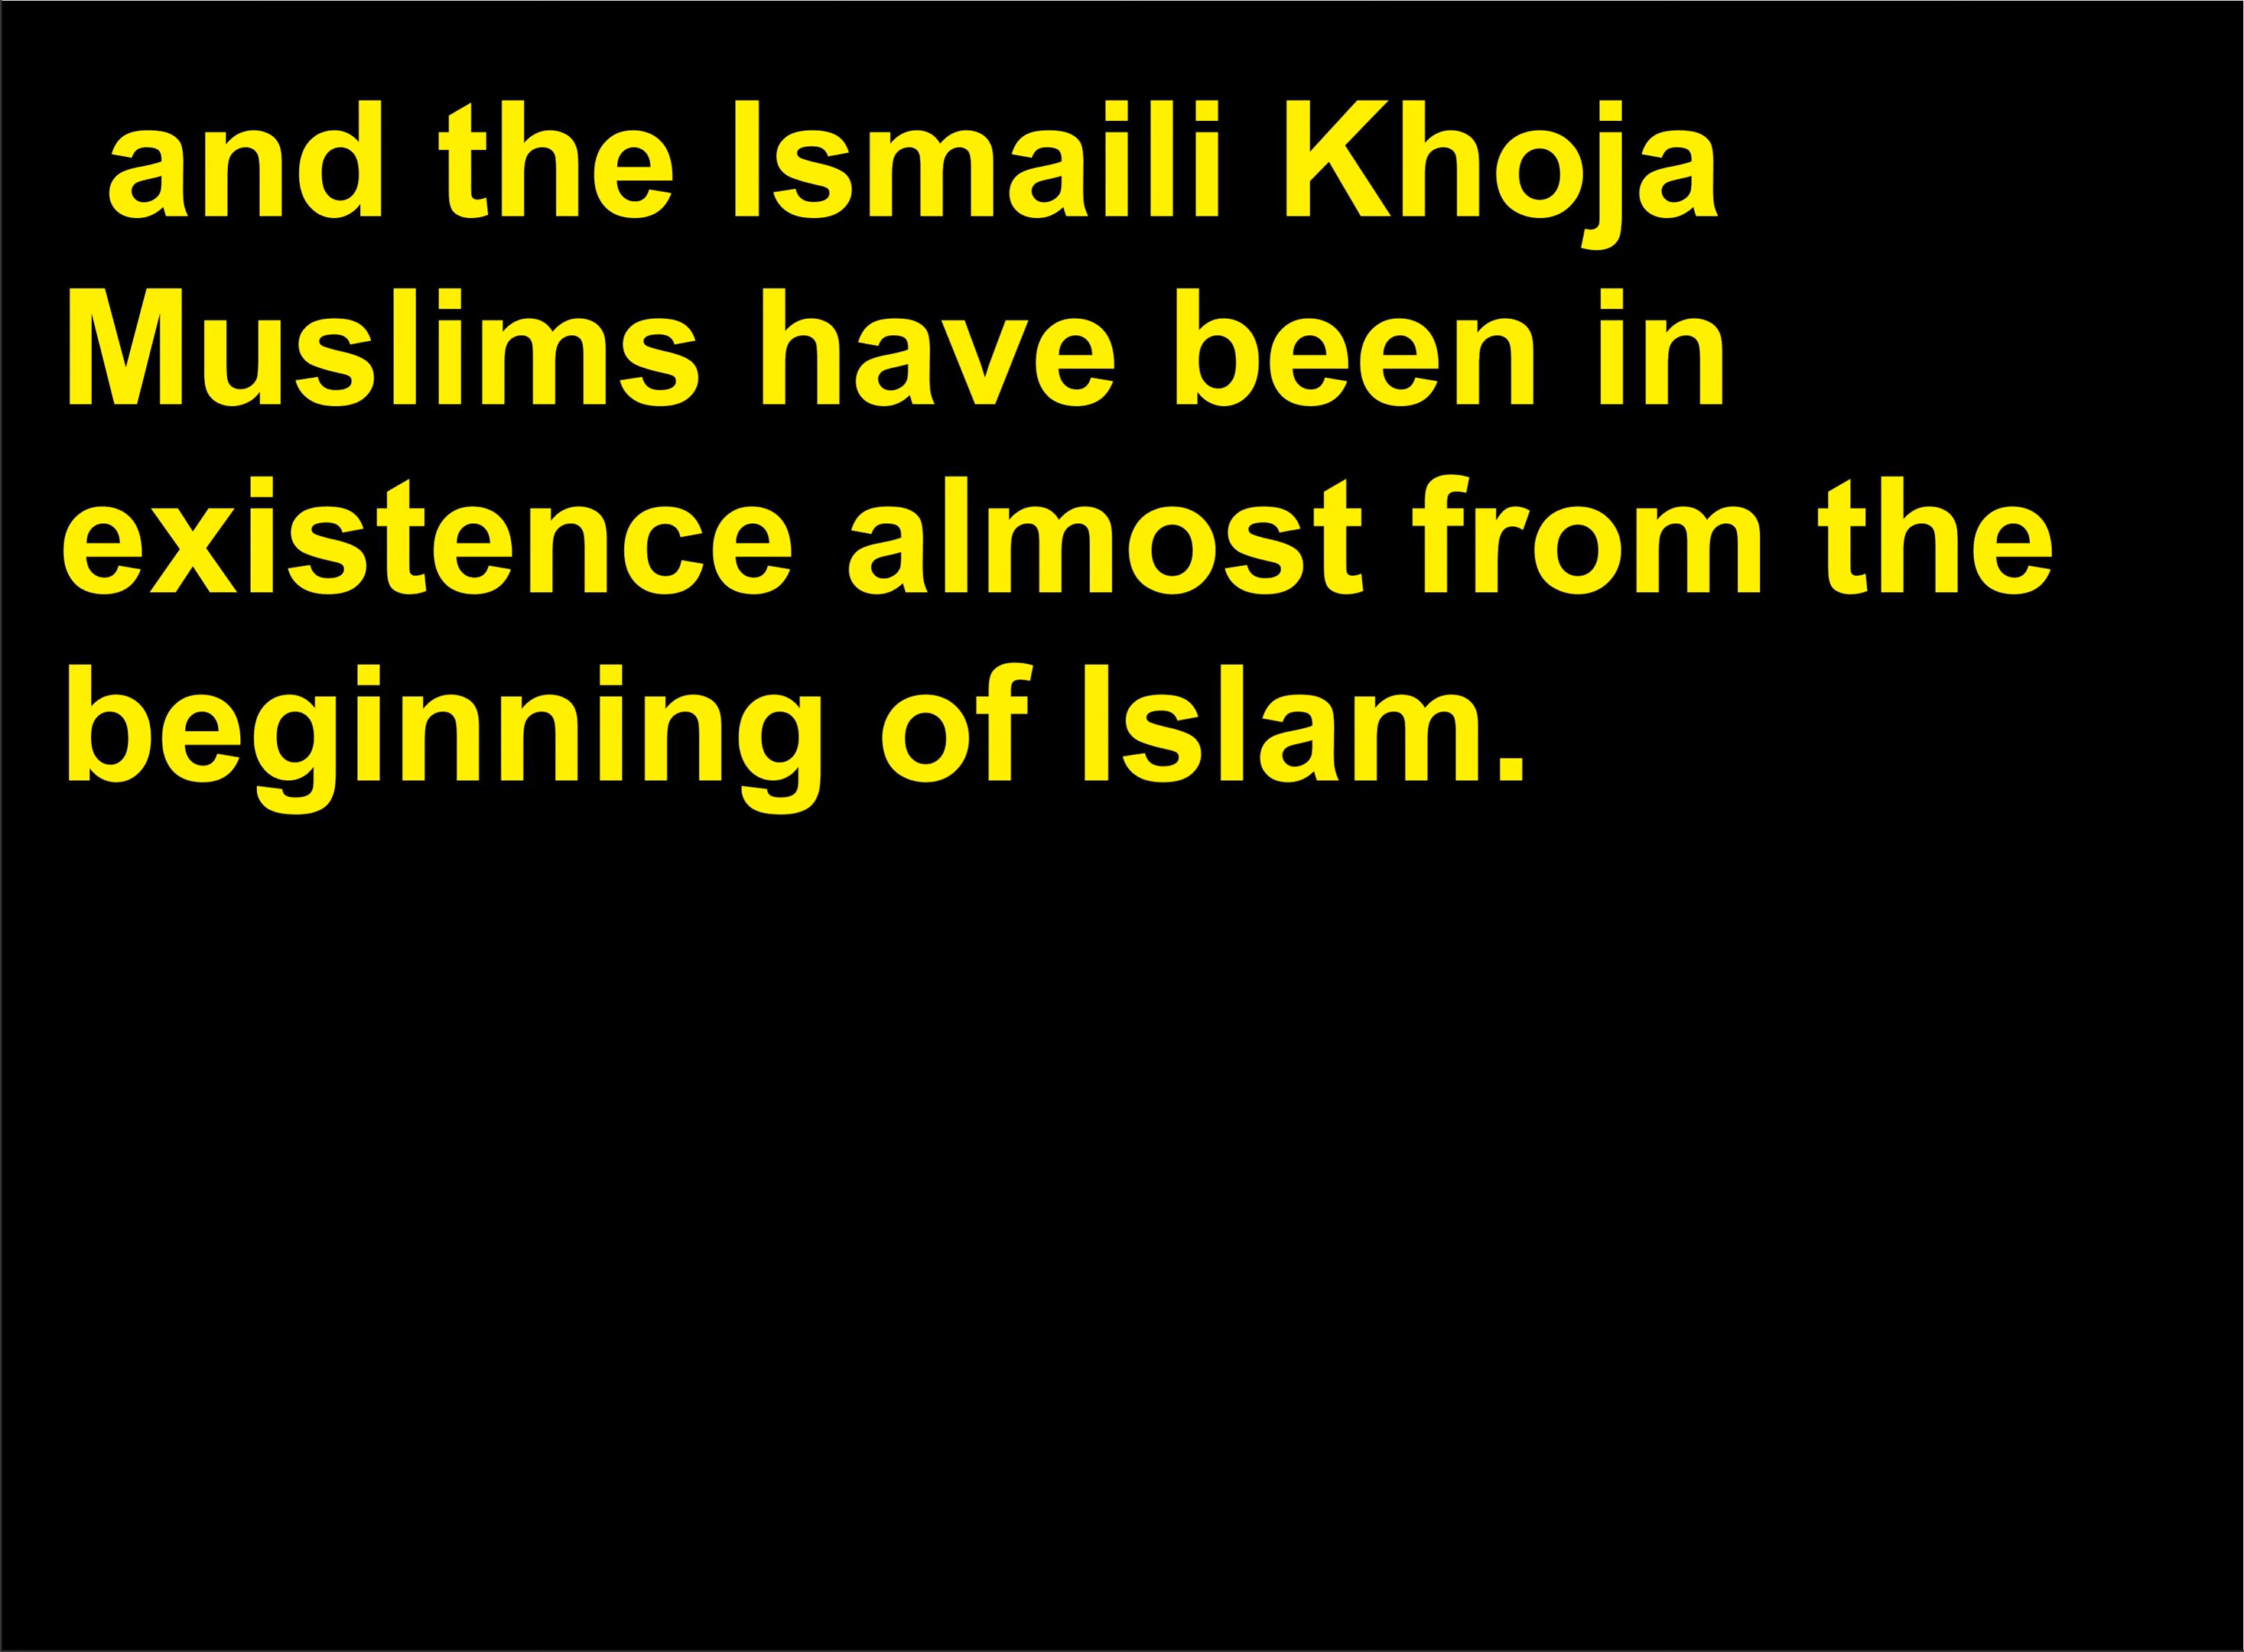 and the Ismaili Khoja
Muslims have been in
existence almost from the
beginning of Islam.